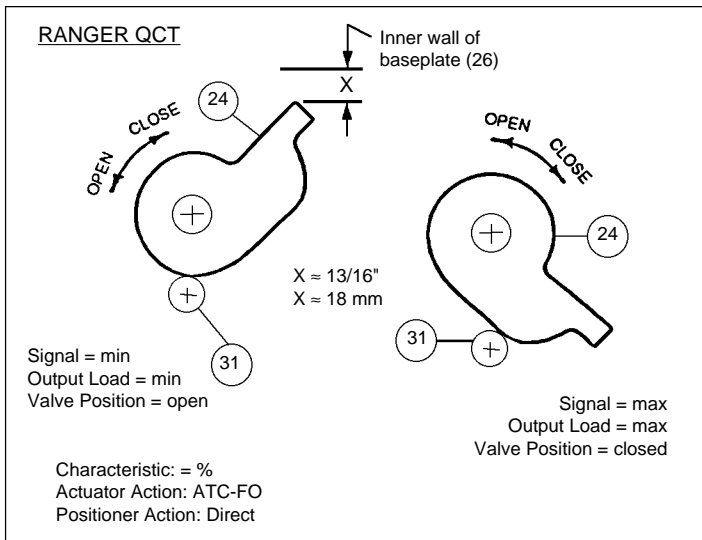 RANGER QCT
Inner wall of
baseplate (26)
X
24
OPEN CLOSE
OPEN CLOSE
24
X ≈ 13/16"
X ≈ 18 mm
31
31
Signal = min
Output Load = min
Valve Position = open
Signal = max
Output Load = max
Valve Position = closed
Characteristic: = %
Actuator Action: ATC-FO
Positioner Action: Direct